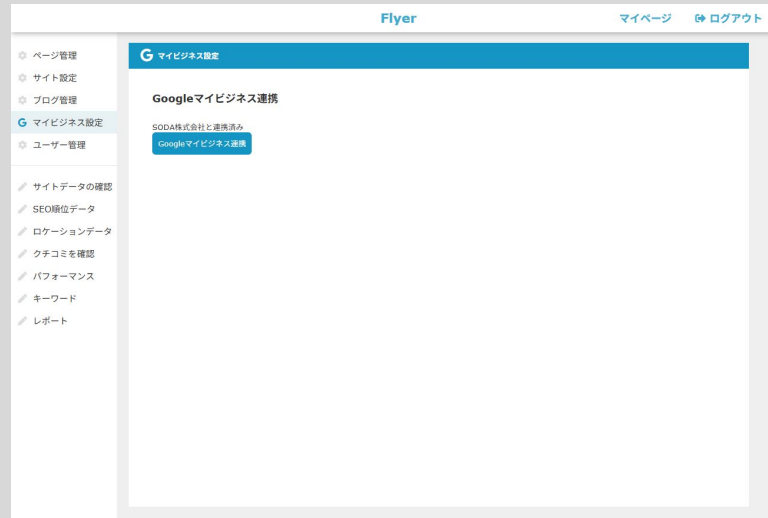 Flyer
マイページ
ログアウト
ページ管理
サイト設定
ブログ管理
マイビジネス設定
ユーザー管理
サイトデータの確認
SEO順位データ
ロケーションデータ
クチコミを確認
パフォーマンス
キーワード
レポート
マイビジネス設定
Googleマイビジネス連携
SODA株式会社と連携済み
Googleマイビジネス連携